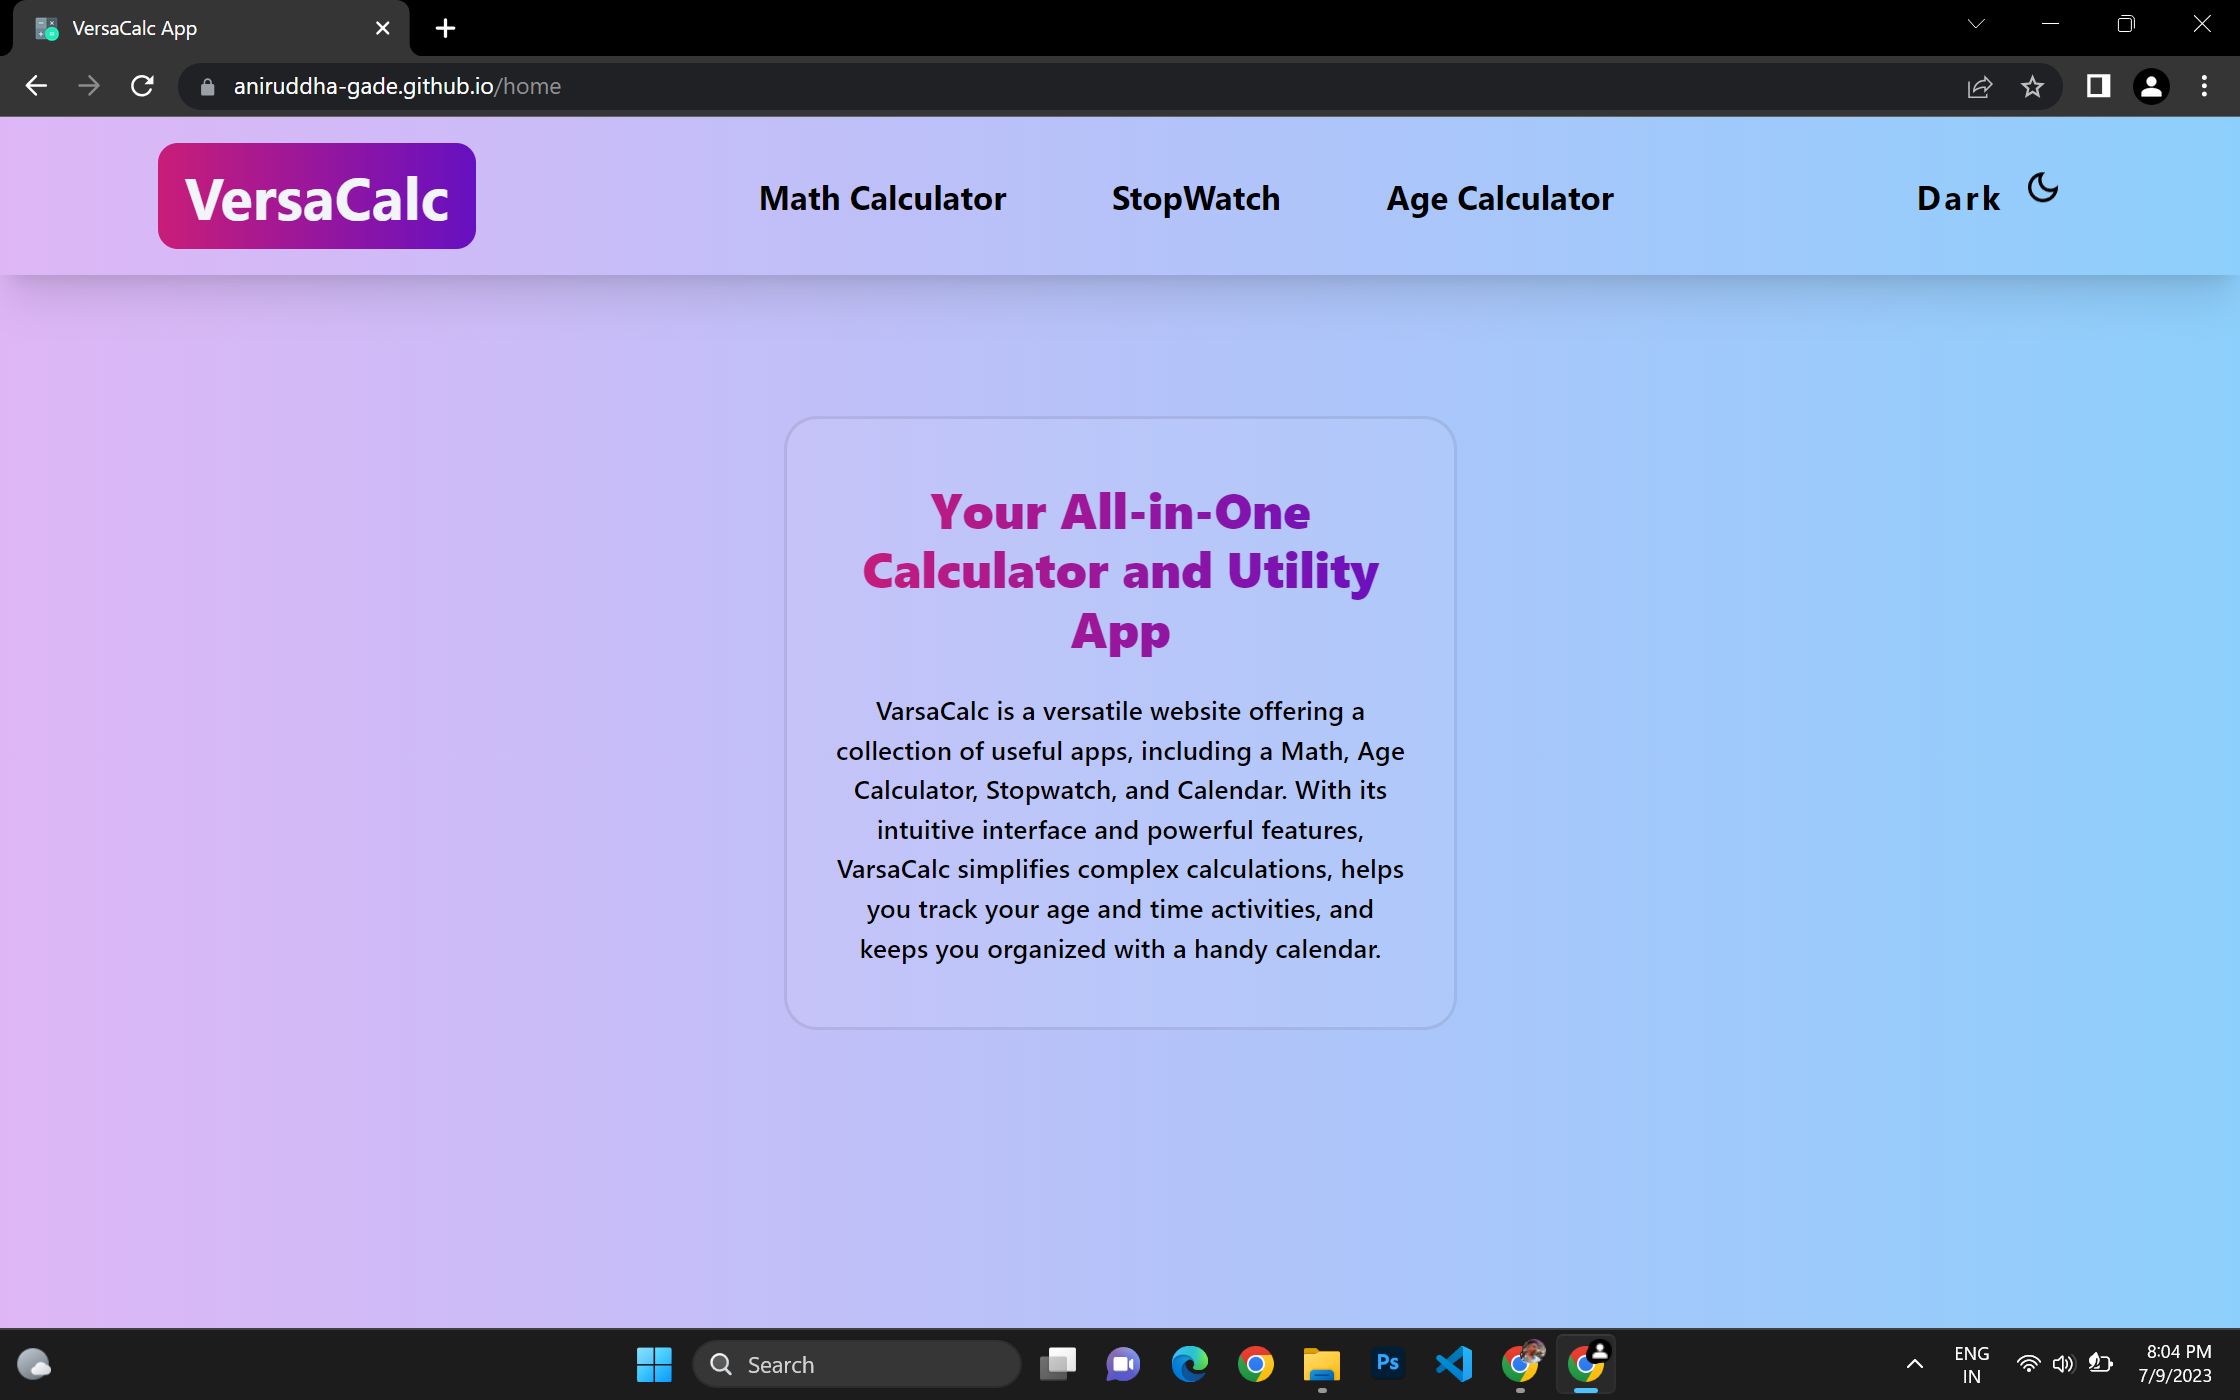 VersaCalc App
aniruddha-gade.github.io/home
VersaCalc
Math Calculator
StopWatch
Age Calculator
Dark
Your All-in-One
Calculator and Utility
App
VarsaCalc is a versatile website offering a
collection of useful apps, including a Math, Age
Calculator, Stopwatch, and Calendar. With its
intuitive interface and powerful features,
VarsaCalc simplifies complex calculations, helps
you track your age and time activities, and
keeps you organized with a handy calendar.
Search
Ps
ENG
IN
8:04 PM
7/9/2023